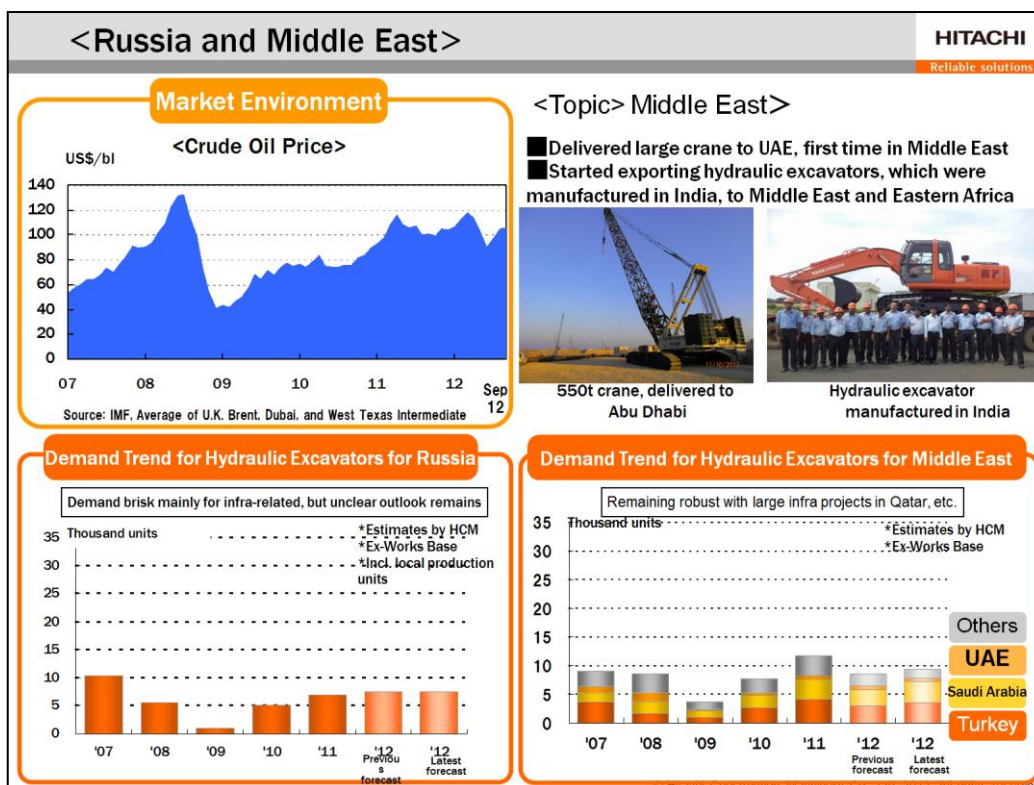 <Russia and Middle East>
HITACHI
Reliable solutions
Market Environment
<Crude Oil Price>
US$/bl
140
120
100
80
60
40
20
0
07 08 09 10 11 12 Sep
12
Source: IMF, Average of U.K. Brent, Dubai, and West Texas Intermediate
<Topic> Middle East>
■Delivered large crane to UAE, first time in Middle East
■Started exporting hydraulic excavators, which were
manufactured in India, to Middle East and Eastern Africa
11/10/2012
550t crane, delivered to
Abu Dhabi
Hydraulic excavator
manufactured in India
Demand Trend for Hydraulic Excavators for Russia
Demand brisk mainly for infra-related, but unclear outlook remains
Thousand units
*Estimates by HCM
*Ex-Works Base
*Incl. local production
units
35
30
25
20
15
10
5
0
'07 '08 '09 '10 '11 '12 '12
Previou
s
forecast
Latest
forecast
Demand Trend for Hydraulic Excavators for Middle East
Remaining robust with large infra projects in Qatar, etc.
Thousand units
*Estimates by HCM
*Ex-Works Base
35
30
25
20
15
10
5
0
'07 '08 '09 '10 '11 '12 '12
Previous
forecast
Latest
forecast
Others
UAE
Saudi Arabia
Turkey